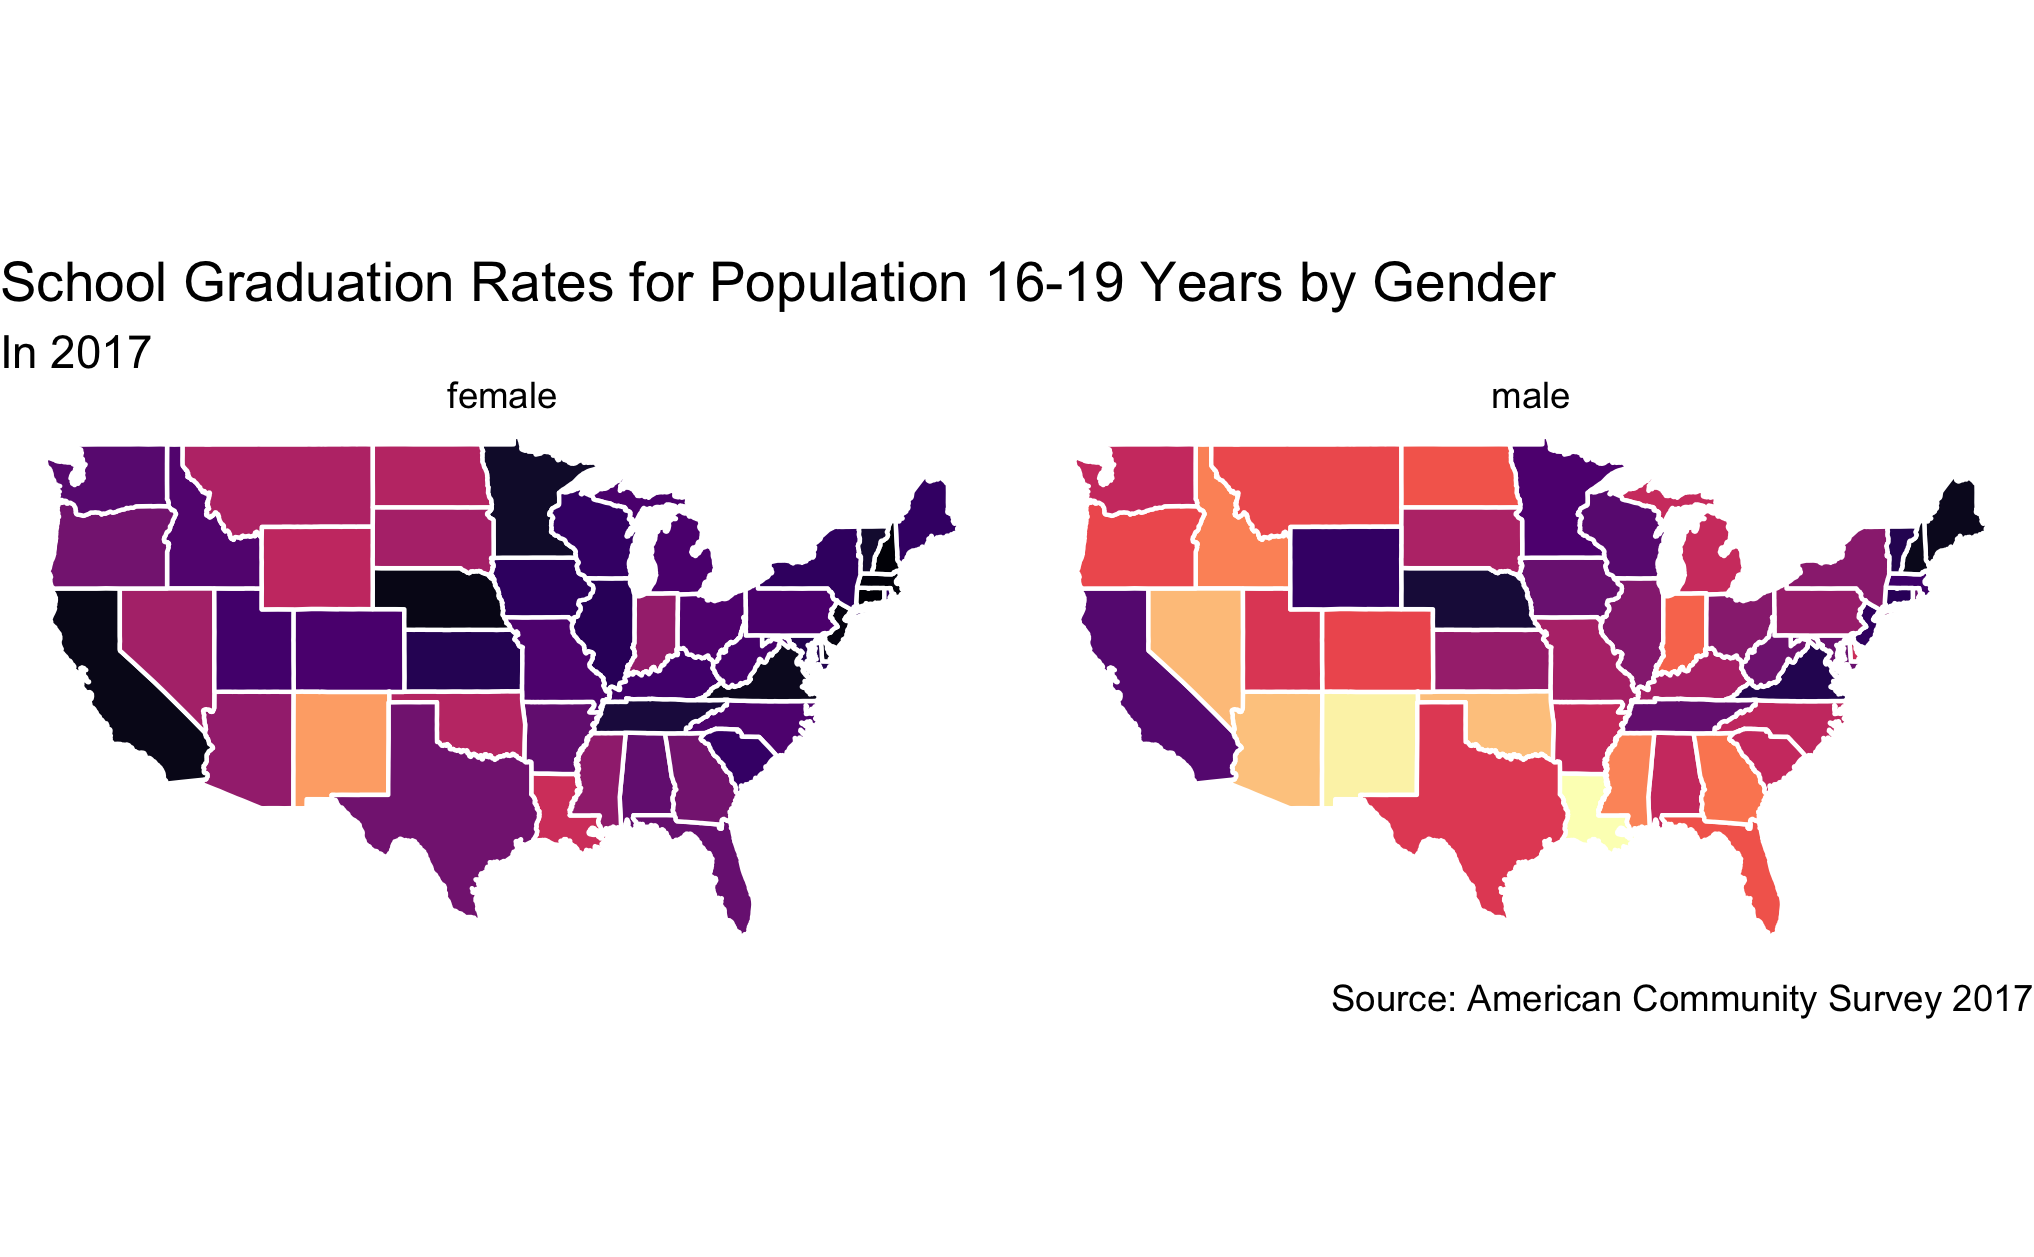 School Graduation Rates for Population 16-19 Years by Gender
In 2017
female
male
Source: American Community Survey 2017